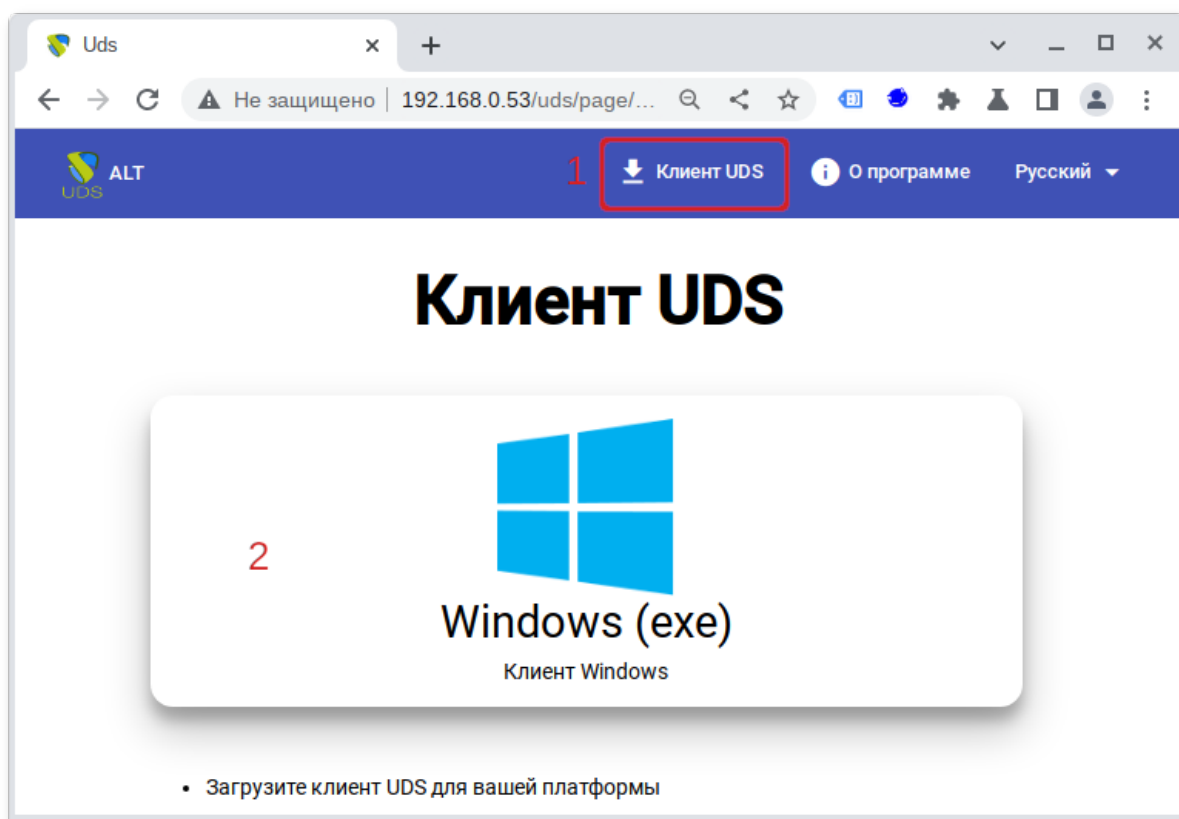 Uds
Не защищено 192.168.0.53/uds/page/...
UDS ALT 1 Клиент UDS i О программе Русский
Клиент UDS
2
Windows (exe)
Клиент Windows
• Загрузите клиент UDS для вашей платформы